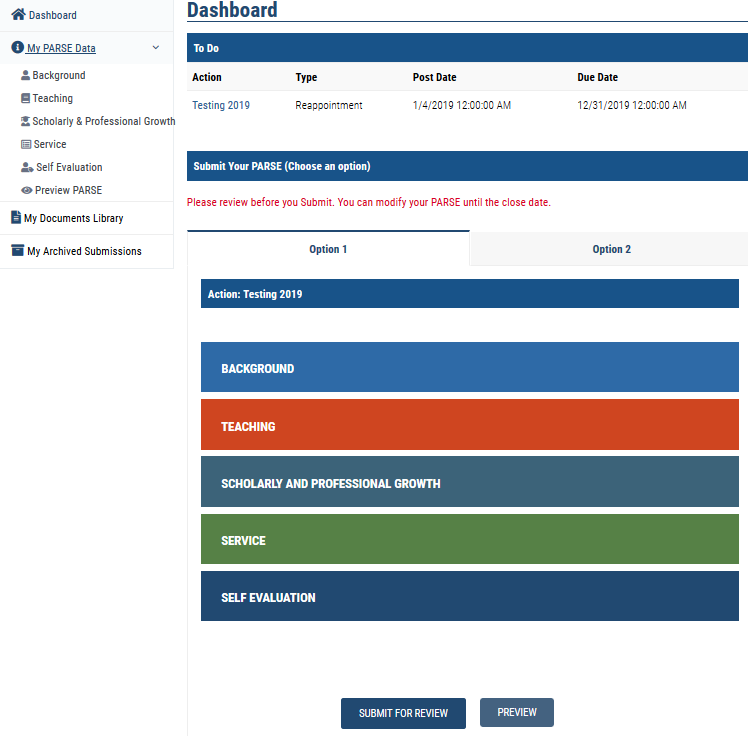 Dashboard
My PARSE Data
Background
Teaching
Scholarly & Professional Growth
Service
Self Evaluation
Preview PARSE
My Documents Library
My Archived Submissions
Dashboard
To Do
Action Type Post Date Due Date
Testing 2019 Reappointment 1/4/2019 12:00:00 AM 12/31/2019 12:00:00 AM
Submit Your PARSE (Choose an option)
Please review before you Submit. You can modify your PARSE until the close date.
Option 1 Option 2
Action: Testing 2019
BACKGROUND
TEACHING
SCHOLARLY AND PROFESSIONAL GROWTH
SERVICE
SELF EVALUATION
SUBMIT FOR REVIEW PREVIEW